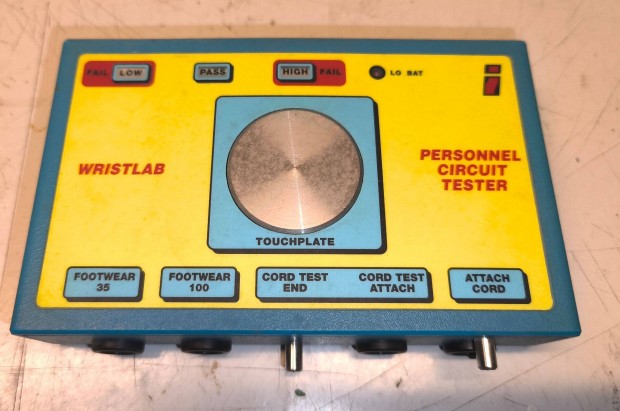 FAIL LOW PASS HIGH FAIL LO BAT
WRISTLAB
PERSONNEL
CIRCUIT
TESTER
TOUCHPLATE
FOOTWEAR
35
FOOTWEAR
100
CORD TEST
END
CORD TEST
ATTACH
ATTACH
CORD